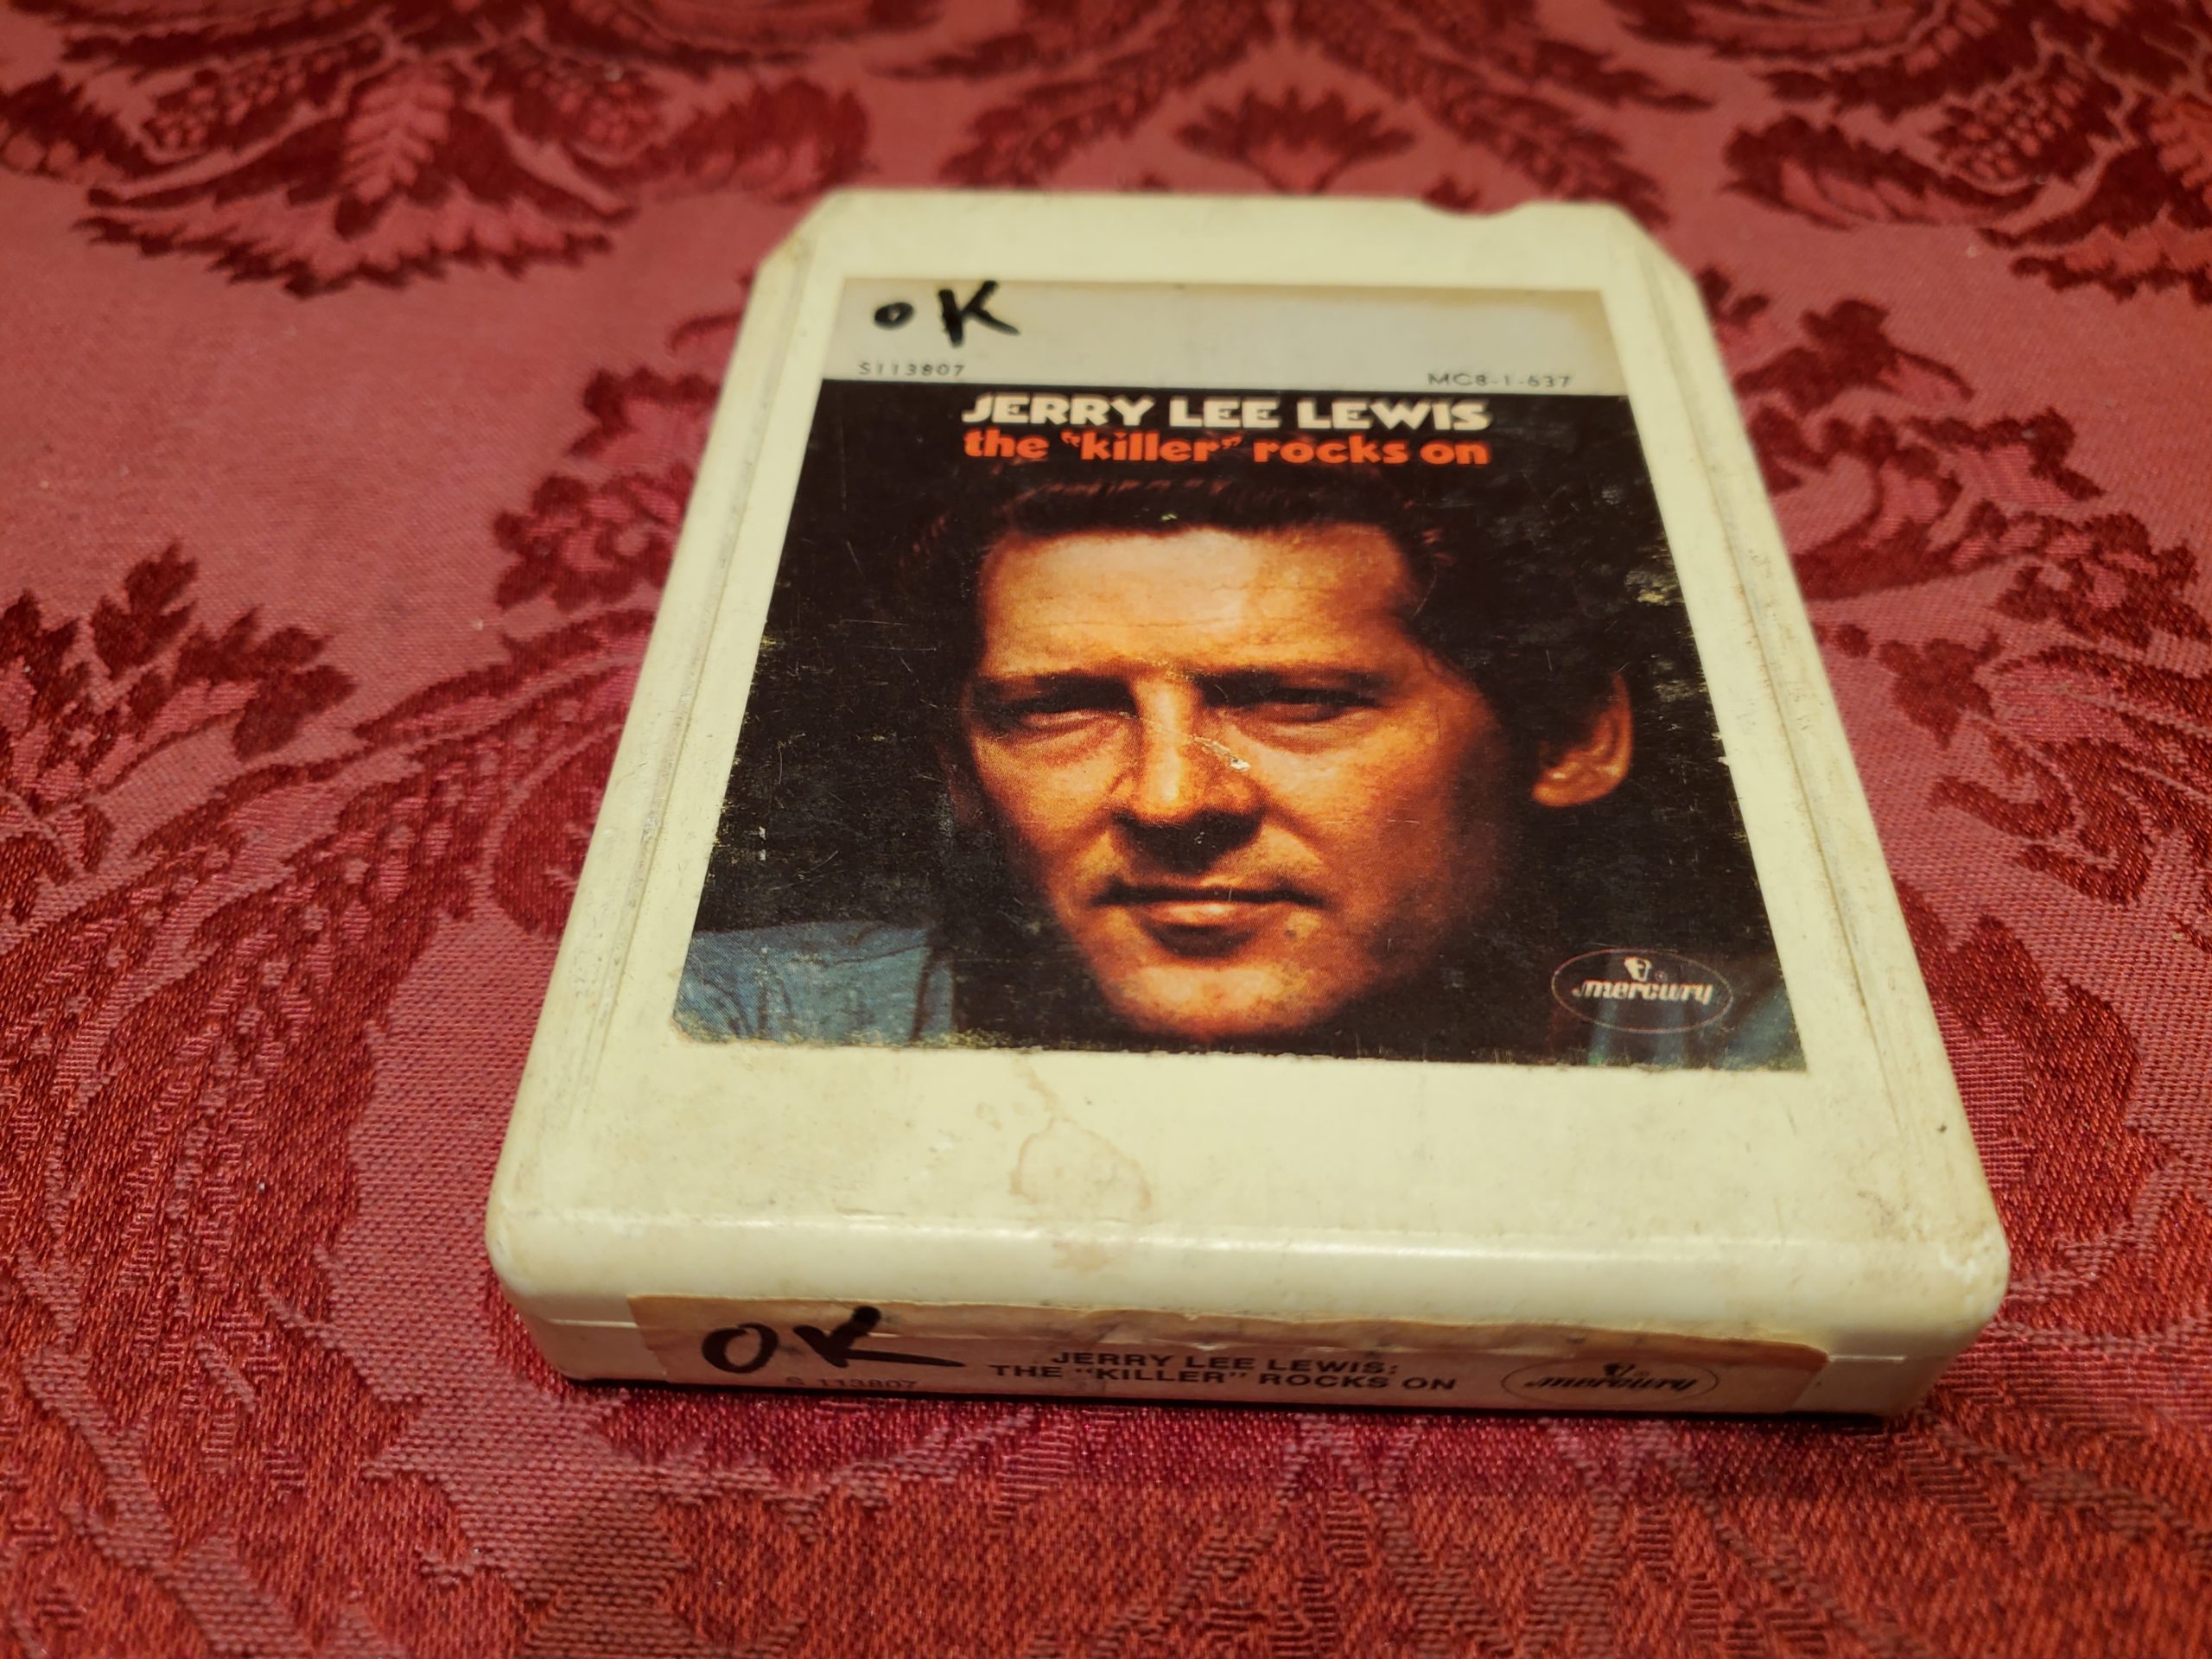 OK
S113807 MC8-1-637
JERRY LEE LEWIS
the "killer" rocks on
mercury
OK
S 113807
JERRY LEE LEWIS:
THE "KILLER" ROCKS ON
mercury